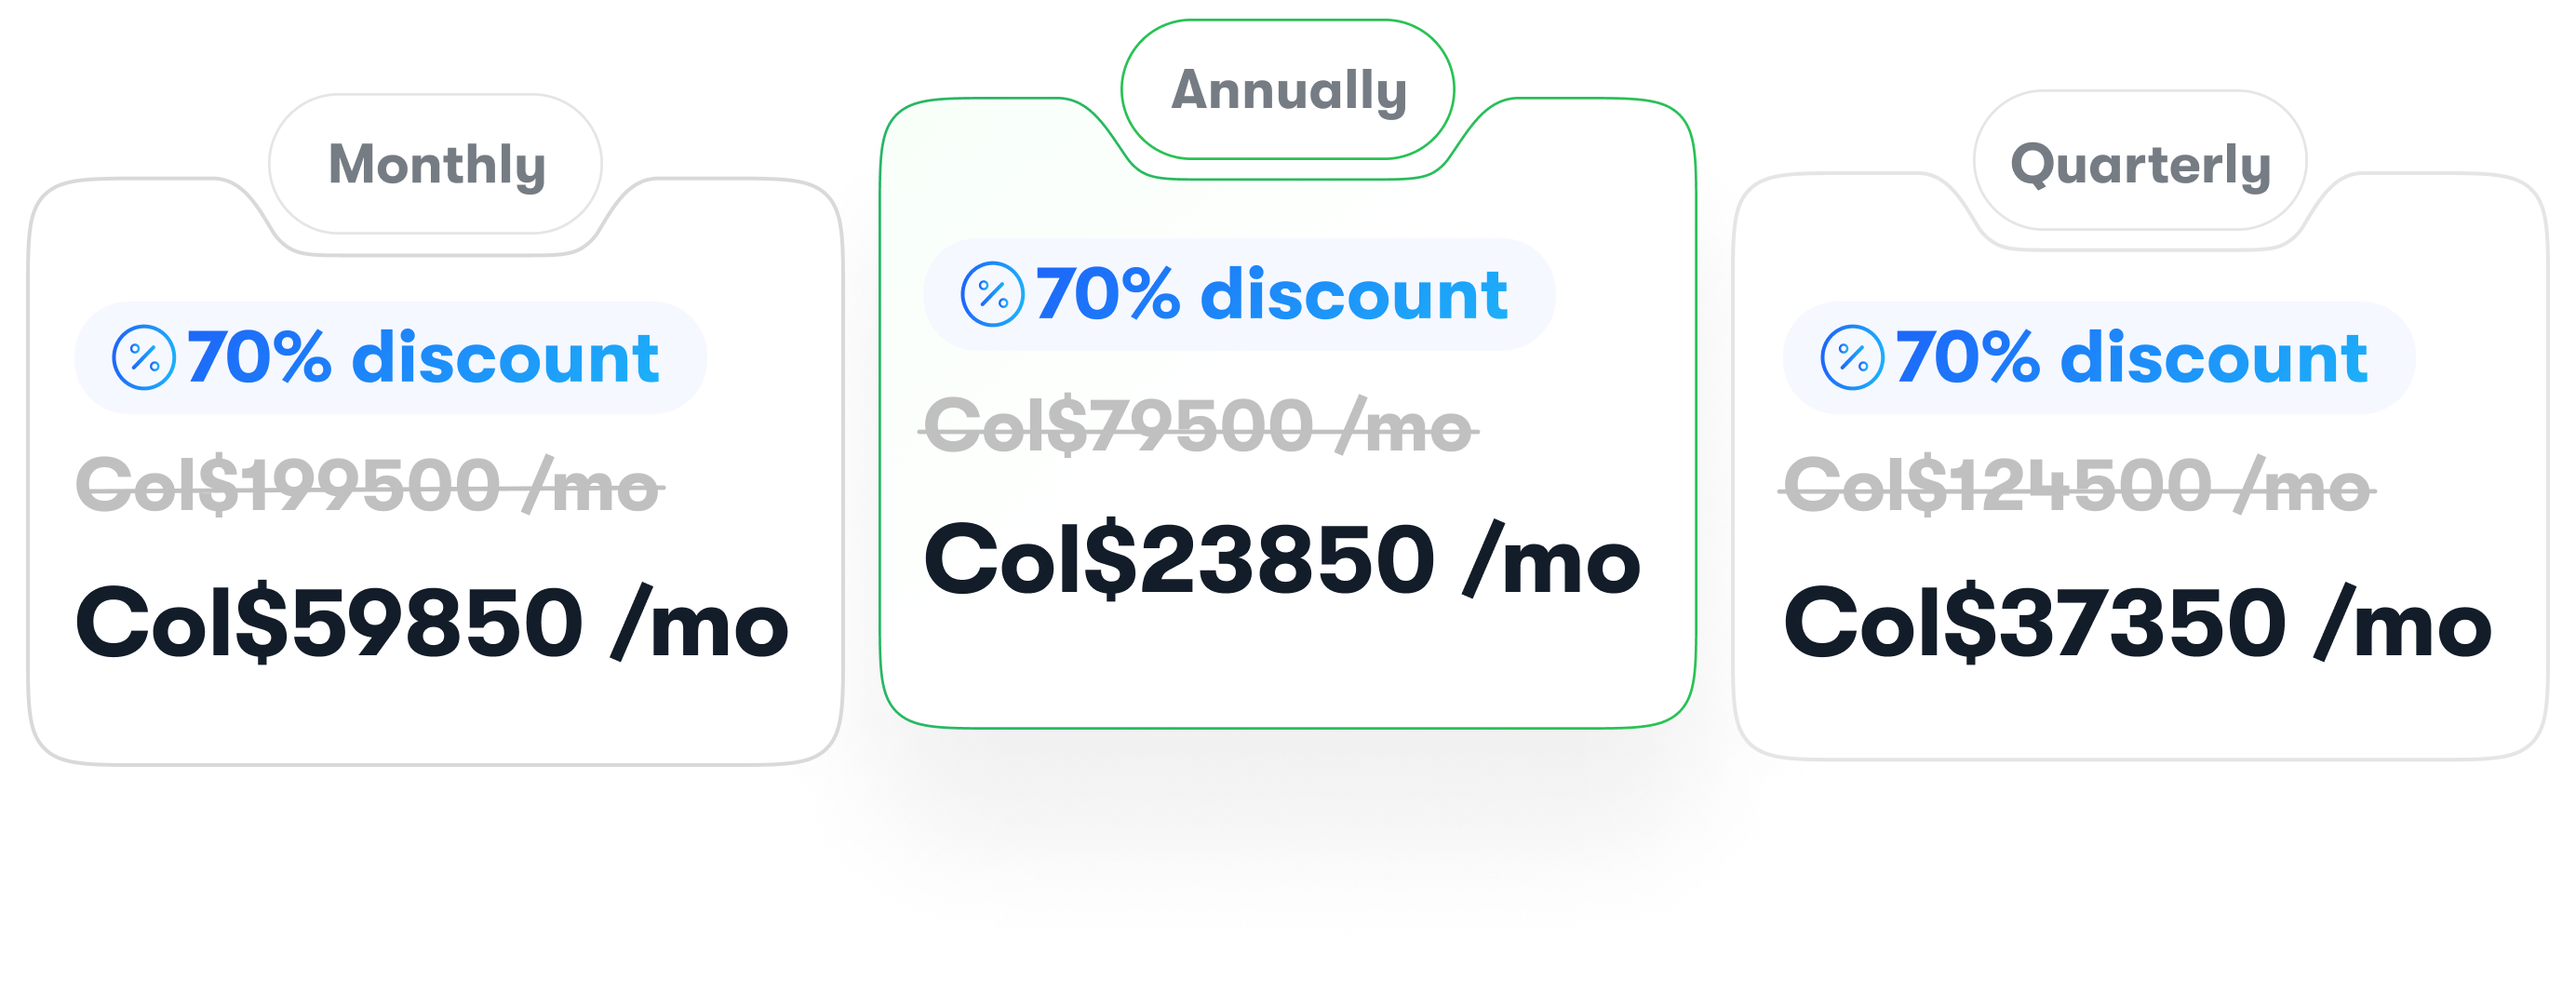 Monthly
70% discount
Col$199500 /mo
Col$59850 /mo
Annually
70% discount
Col$79500 /mo
Col$23850 /mo
Quarterly
70% discount
Col$124500 /mo
Col$37350 /mo